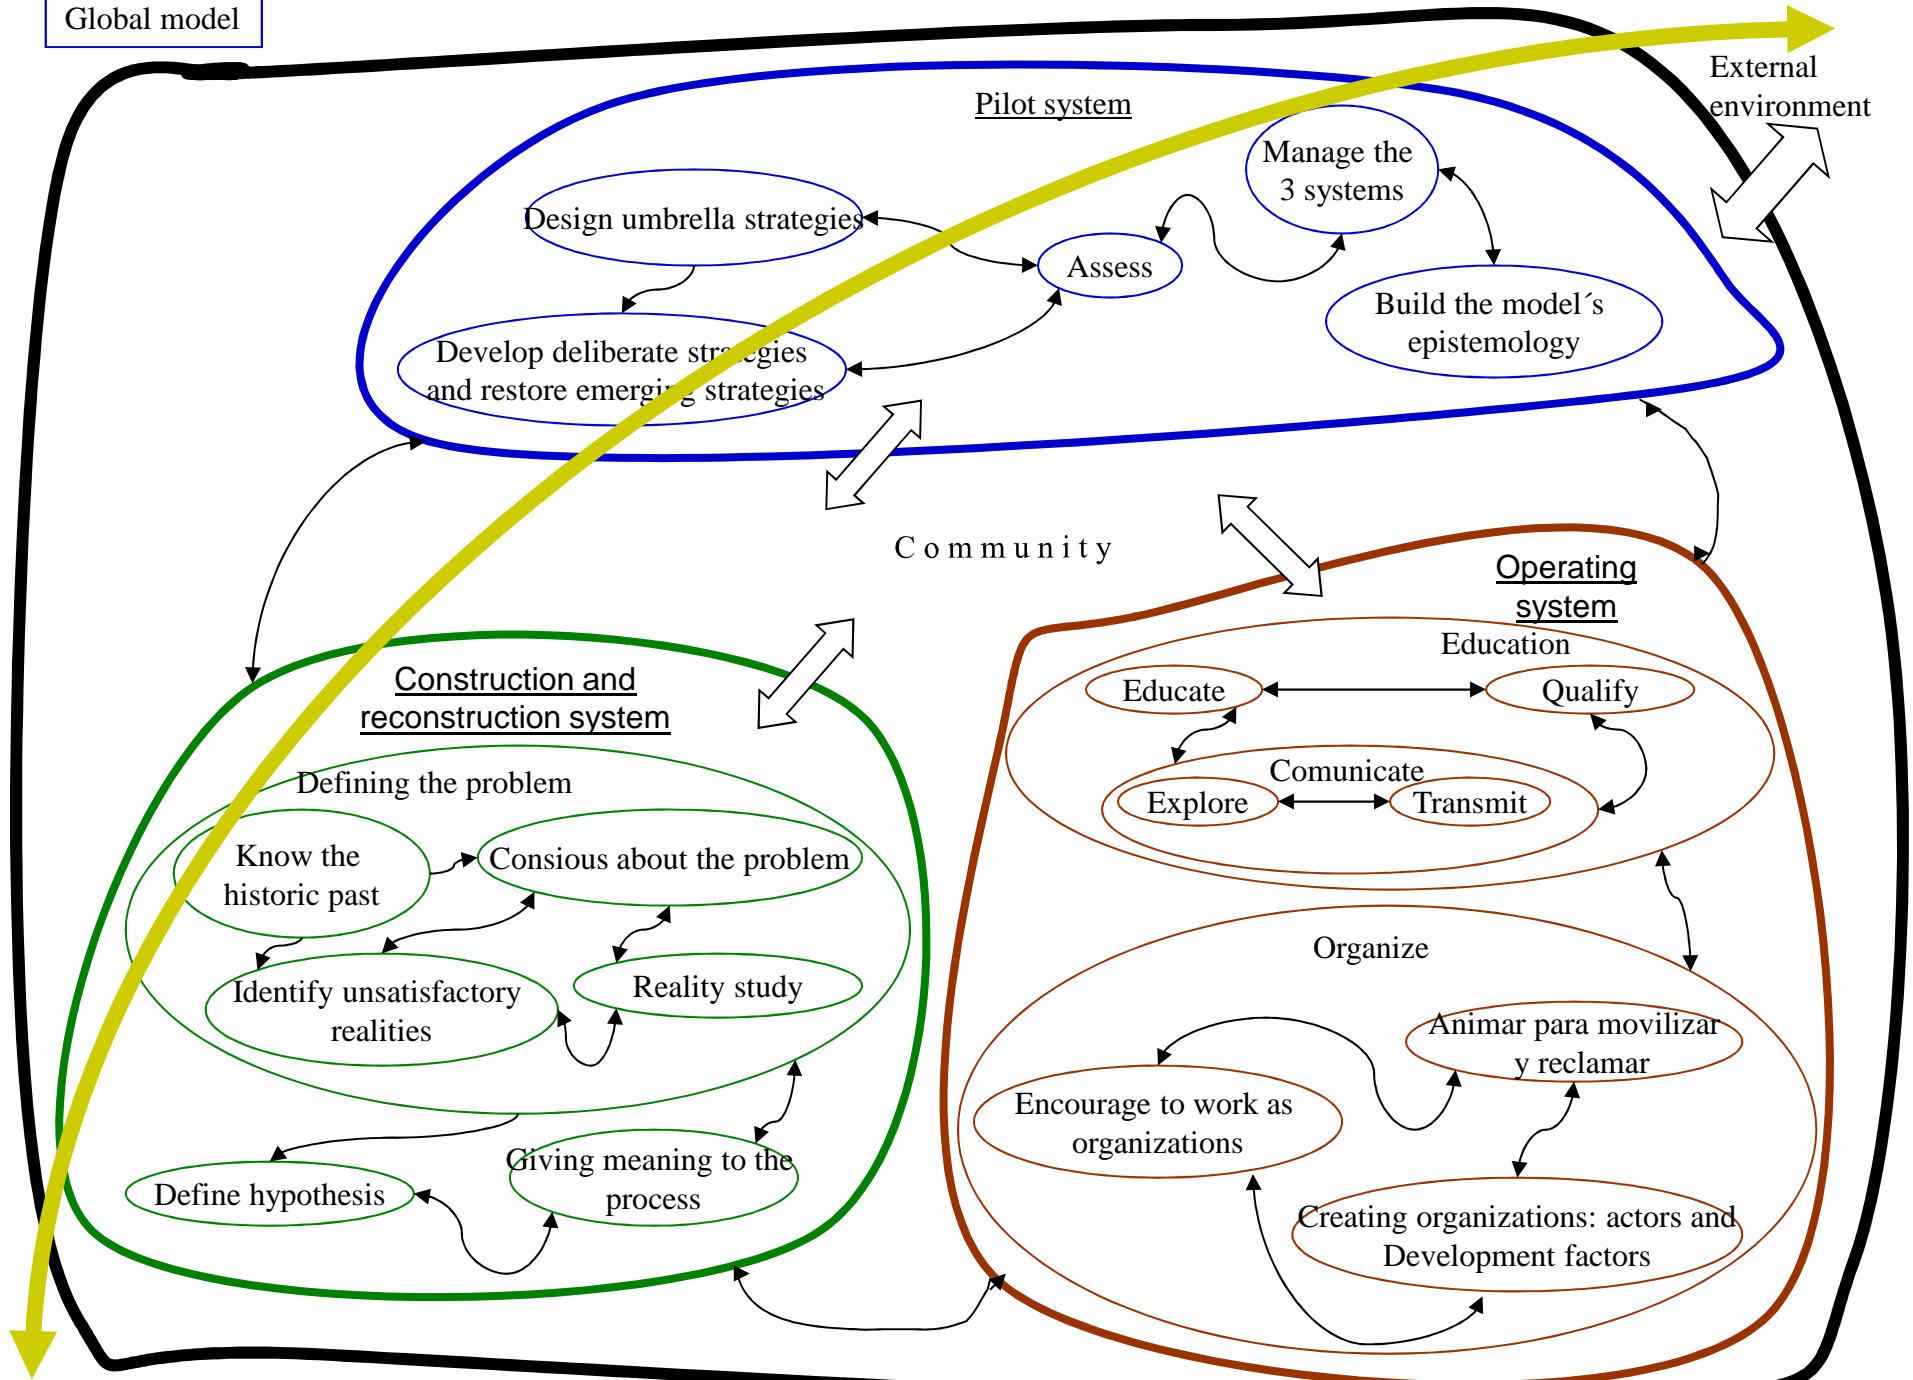 Global model
External
environment
Pilot system
Manage the
3 systems
Design umbrella strategies
Assess
Build the model´s
epistemology
Develop deliberate strategies
and restore emerging strategies
Community
Operating
system
Education
Educate
Qualify
Comunicate
Explore
Transmit
Construction and
reconstruction system
Defining the problem
Know the
historic past
Consious about the problem
Identify unsatisfactory
realities
Reality study
Organize
Animar para movilizar
y reclamar
Encourage to work as
organizations
Creating organizations: actors and
Development factors
Giving meaning to the
process
Define hypothesis